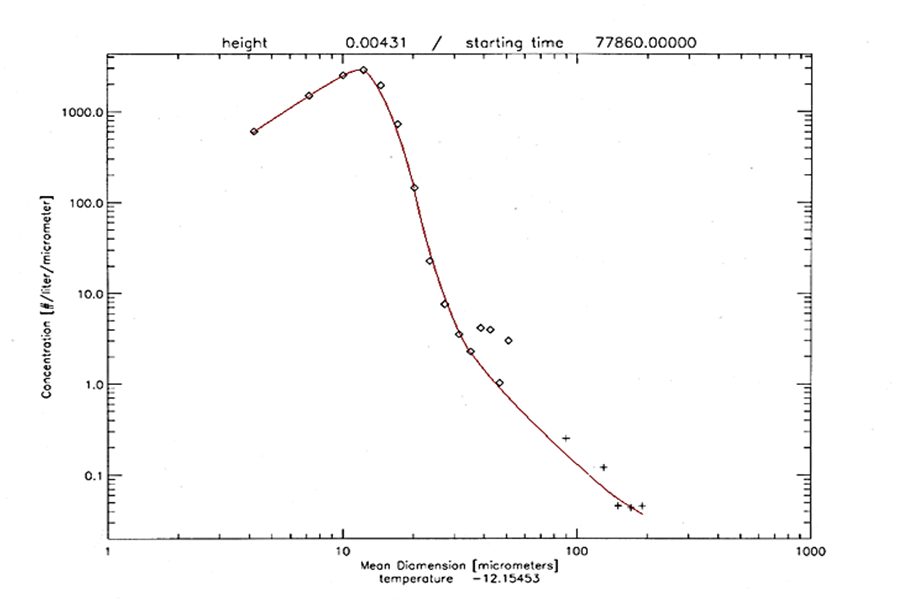 height 0.00431 / starting time 77860.00000
1000.0
100.0
10.0
1.0
0.1
Concentration [#/liter/micrometer]
1 10 100 1000
Mean Diamension [micrometers]
temperature −12.15453